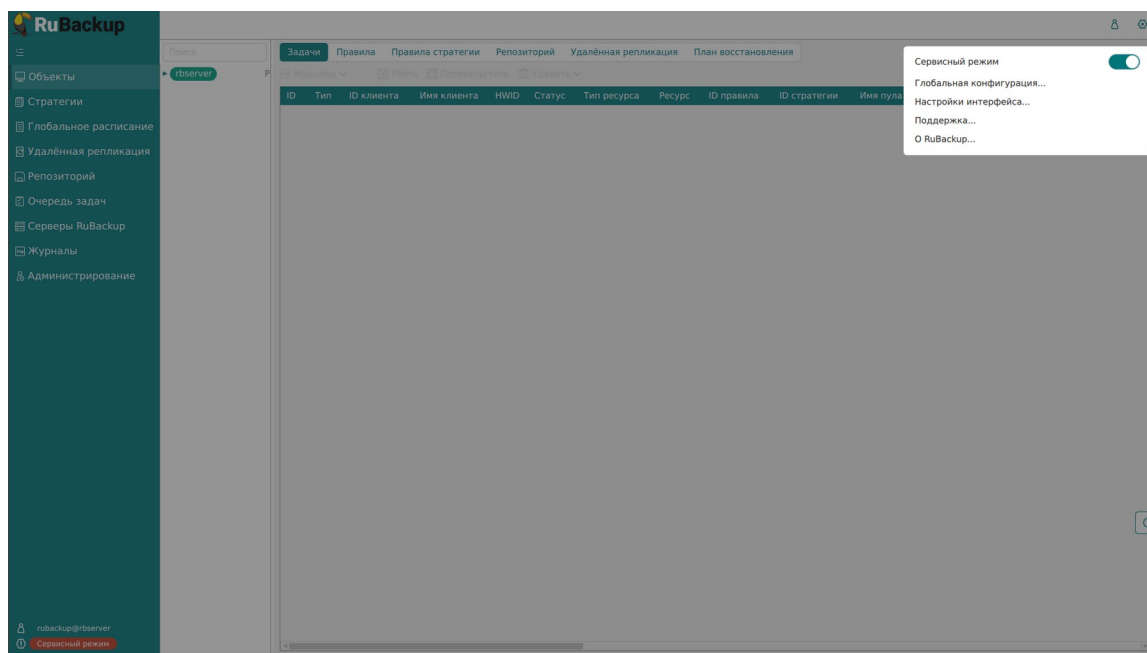 RuBackup
Поиск
Задачи Правила Правила стратегии Репозиторий Удалённая репликация План восстановления
Сервисный режим
Глобальная конфигурация...
Настройки интерфейса...
Поддержка...
О RuBackup...
Объекты
Стратегии
Глобальное расписание
Удалённая репликация
Репозиторий
Очередь задач
Серверы RuBackup
Журналы
Администрирование
rbserver
Журналы Убить Перезапустить Удалить
ID Тип ID клиента Имя клиента HWID Статус Тип ресурса Ресурс ID правила ID стратегии Имя пула
rubackup@rbserver
Сервисный режим